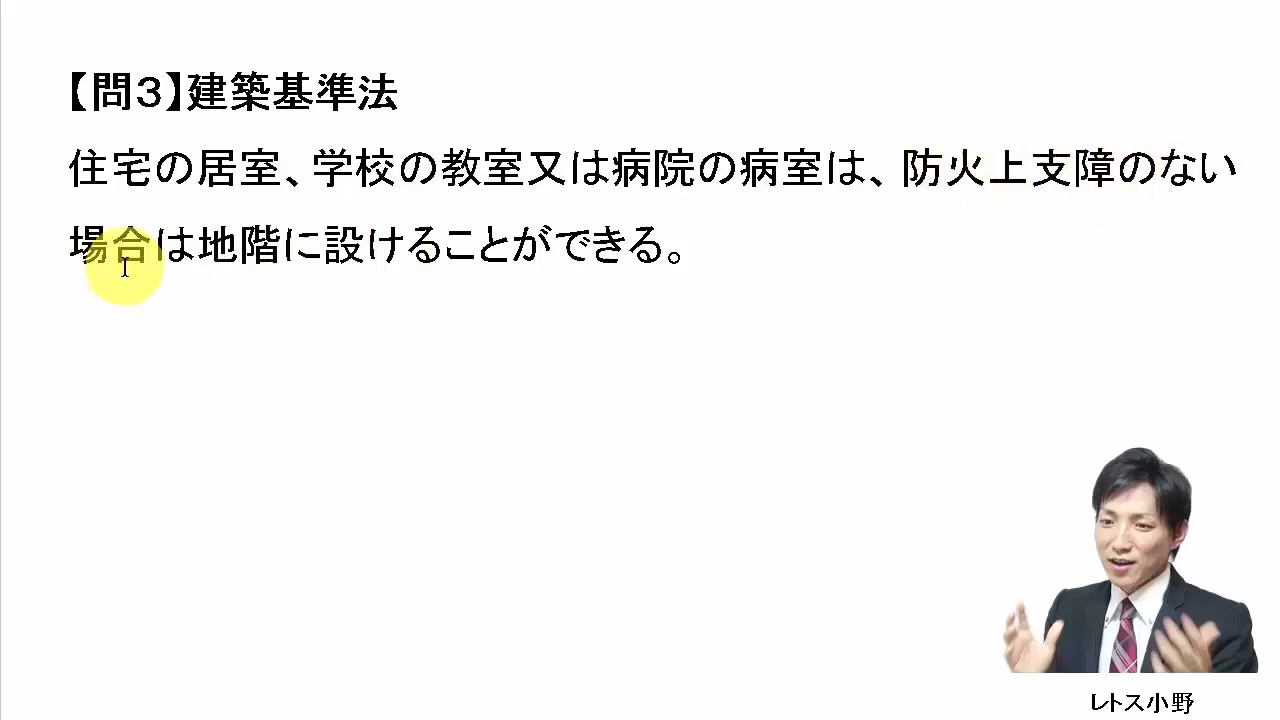 【問３】建築基準法
住宅の居室、学校の教室又は病院の病室は、防火上支障のない
場合は地階に設けることができる。
レトス小野